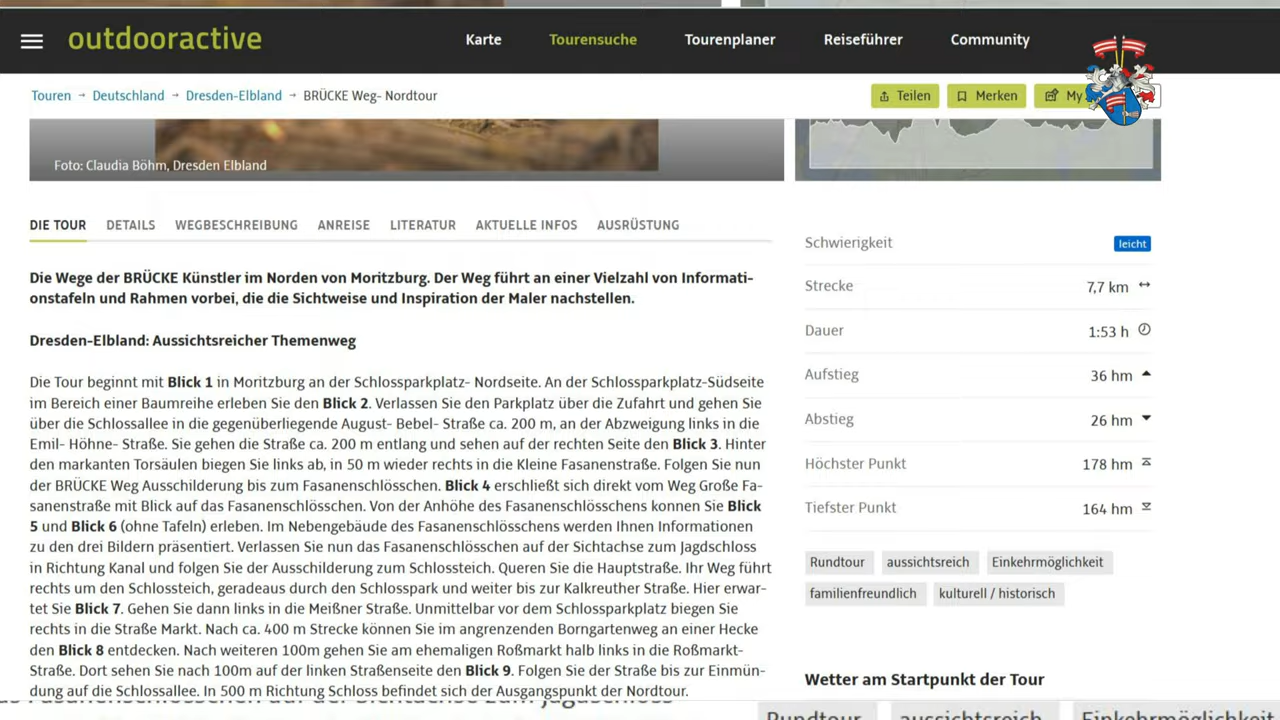 outdooractive
Karte
Tourensuche
Tourenplaner
Reiseführer
Community
Touren → Deutschland → Dresden-Elbland → BRÜCKE Weg- Nordtour
Teilen
Merken
My
Foto: Claudia Böhm, Dresden Elbland
DIE TOUR
DETAILS
WEGBESCHREIBUNG
ANREISE
LITERATUR
AKTUELLE INFOS
AUSRÜSTUNG
Die Wege der BRÜCKE Künstler im Norden von Moritzburg. Der Weg führt an einer Vielzahl von Informati-
onstafeln und Rahmen vorbei, die die Sichtweise und Inspiration der Maler nachstellen.
Dresden-Elbland: Aussichtsreicher Themenweg
Die Tour beginnt mit Blick 1 in Moritzburg an der Schlossparkplatz- Nordseite. An der Schlossparkplatz-Südseite
im Bereich einer Baumreihe erleben Sie den Blick 2. Verlassen Sie den Parkplatz über die Zufahrt und gehen Sie
über die Schlossallee in die gegenüberliegende August- Bebel- Straße ca. 200 m, an der Abzweigung links in die
Emil- Höhne- Straße. Sie gehen die Straße ca. 200 m entlang und sehen auf der rechten Seite den Blick 3. Hinter
den markanten Torsäulen biegen Sie links ab, in 50 m wieder rechts in die Kleine Fasanenstraße. Folgen Sie nun
der BRÜCKE Weg Ausschilderung bis zum Fasanenschlösschen. Blick 4 erschließt sich direkt vom Weg Große Fa-
sanenstraße mit Blick auf das Fasanenschlösschen. Von der Anhöhe des Fasanenschlösschens konnen Sie Blick
5 und Blick 6 (ohne Tafeln) erleben. Im Nebengebäude des Fasanenschlösschens werden Ihnen Informationen
zu den drei Bildern präsentiert. Verlassen Sie nun das Fasanenschlösschen auf der Sichtachse zum Jagdschloss
in Richtung Kanal und folgen Sie der Ausschilderung zum Schlossteich. Queren Sie die Hauptstraße. Ihr Weg führt
rechts um den Schlossteich, geradeaus durch den Schlosspark und weiter bis zur Kalkreuther Straße. Hier erwar-
tet Sie Blick 7. Gehen Sie dann links in die Meißner Straße. Unmittelbar vor dem Schlossparkplatz biegen Sie
rechts in die Straße Markt. Nach ca. 400 m Strecke können Sie im angrenzenden Borngartenweg an einer Hecke
den Blick 8 entdecken. Nach weiteren 100m gehen Sie am ehemaligen Roßmarkt halb links in die Roßmarkt-
Straße. Dort sehen Sie nach 100m auf der linken Straßenseite den Blick 9. Folgen Sie der Straße bis zur Einmün-
dung auf die Schlossallee. In 500 m Richtung Schloss befindet sich der Ausgangspunkt der Nordtour.
Schwierigkeit leicht
Strecke 7,7 km
Dauer 1:53 h
Aufstieg 36 hm
Abstieg 26 hm
Höchster Punkt 178 hm
Tiefster Punkt 164 hm
Rundtour
aussichtsreich
Einkehrmöglichkeit
familienfreundlich
kulturell / historisch
Wetter am Startpunkt der Tour
Rundtour
aussichtsreich
Einkehrmöglichkeit